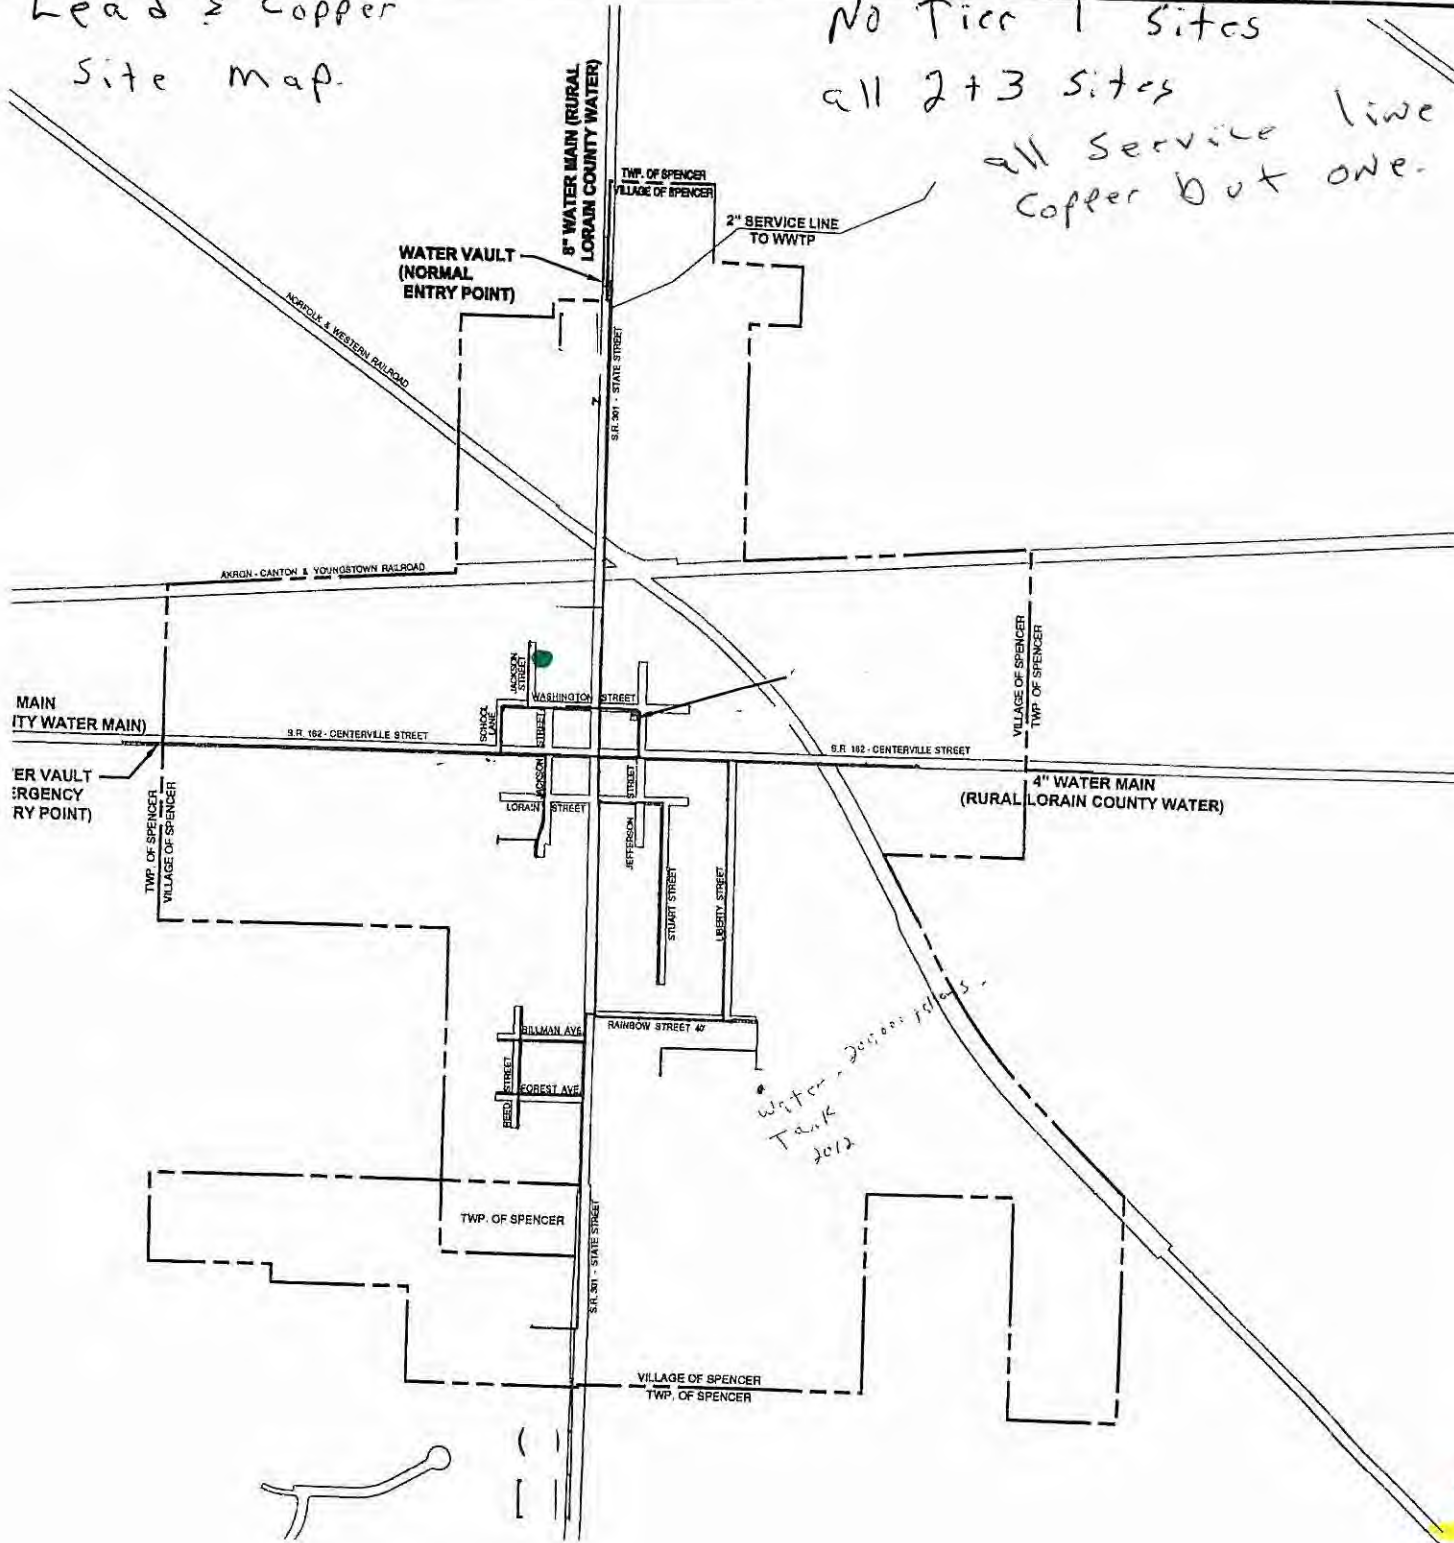 Lead & Copper
Site Map.
No Tier 1 Sites
all 2+3 Sites
all Service line
Copper but one.
8" WATER MAIN (RURAL
LORAIN COUNTY WATER)
TWP. OF SPENCER
VILLAGE OF SPENCER
2" SERVICE LINE
TO WWTP
WATER VAULT
(NORMAL
ENTRY POINT)
NORFOLK & WESTERN RAILROAD
S.R. 301 - STATE STREET
AKRON - CANTON & YOUNGSTOWN RAILROAD
VILLAGE OF SPENCER
TWP. OF SPENCER
JACKSON
STREET
WASHINGTON STREET
SCHOOL
LANE
MAIN
ITY WATER MAIN)
S.R. 162 - CENTERVILLE STREET
S.R. 162 - CENTERVILLE STREET
JACKSON STREET
STREET
JEFFERSON
LORAIN STREET
ER VAULT
ERGENCY
RY POINT)
4" WATER MAIN
(RURAL LORAIN COUNTY WATER)
TWP. OF SPENCER
VILLAGE OF SPENCER
STUART STREET
LIBERTY STREET
RAINBOW STREET 40'
BILLMAN AVE
REED STREET
FOREST AVE
Water
Tank
2012
TWP. OF SPENCER
S.R. 301 - STATE STREET
VILLAGE OF SPENCER
TWP. OF SPENCER